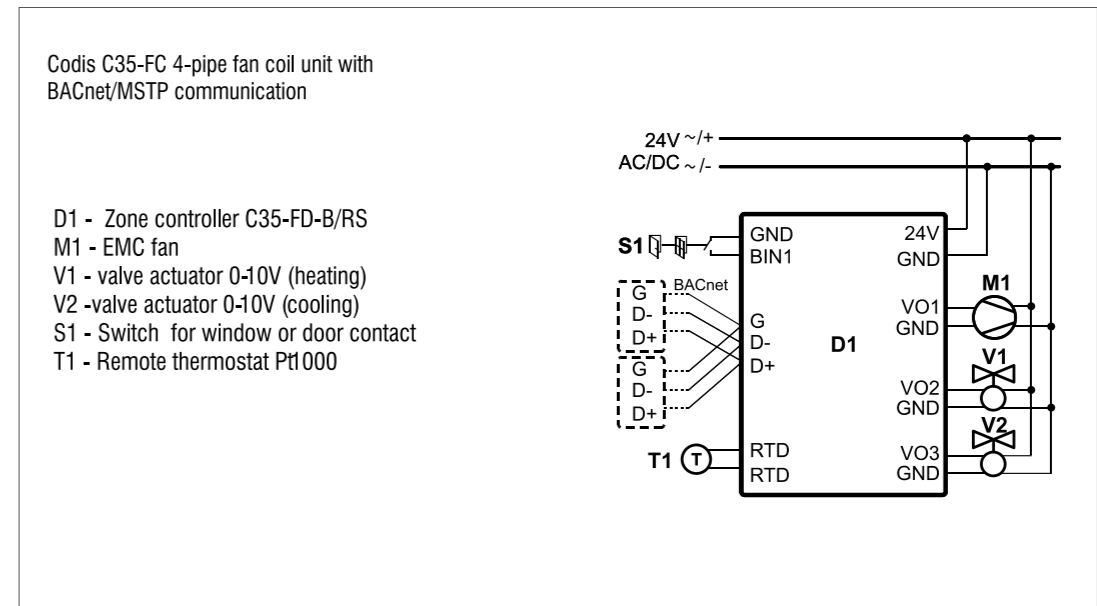 Codis C35-FC 4-pipe fan coil unit with
BACnet/MSTP communication
D1 - Zone controller C35-FD-B/RS
M1 - EMC fan
V1 - valve actuator 0-10V (heating)
V2 -valve actuator 0-10V (cooling)
S1 - Switch for window or door contact
T1 - Remote thermostat Pt1000
24V ~/+
AC/DC ~/-
S1
GND
BIN1
24V
GND
BACnet
G
D-
D+
G
D-
D+
G
D-
D+
D1
M1
VO1
GND
V1
VO2
GND
V2
VO3
GND
T1
T
RTD
RTD